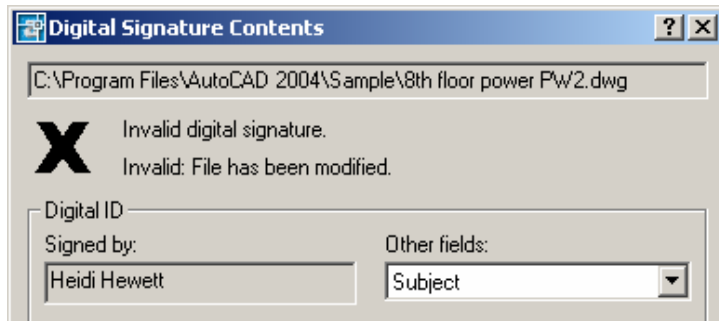 Digital Signature Contents
C:\Program Files\AutoCAD 2004\Sample\8th floor power PW2.dwg
Invalid digital signature.
Invalid: File has been modified.
Digital ID
Signed by:
Other fields:
Heidi Hewett
Subject